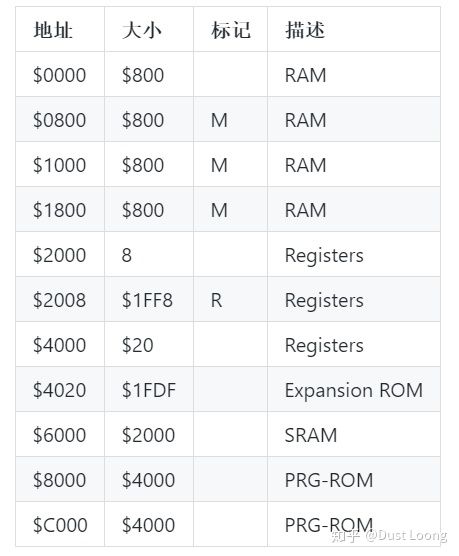 地址 大小 标记 描述
$0000 $800 RAM
$0800 $800 M RAM
$1000 $800 M RAM
$1800 $800 M RAM
$2000 8 Registers
$2008 $1FF8 R Registers
$4000 $20 Registers
$4020 $1FDF Expansion ROM
$6000 $2000 SRAM
$8000 $4000 PRG-ROM
$C000 $4000 PRG-ROM
知乎 @Dust Loong